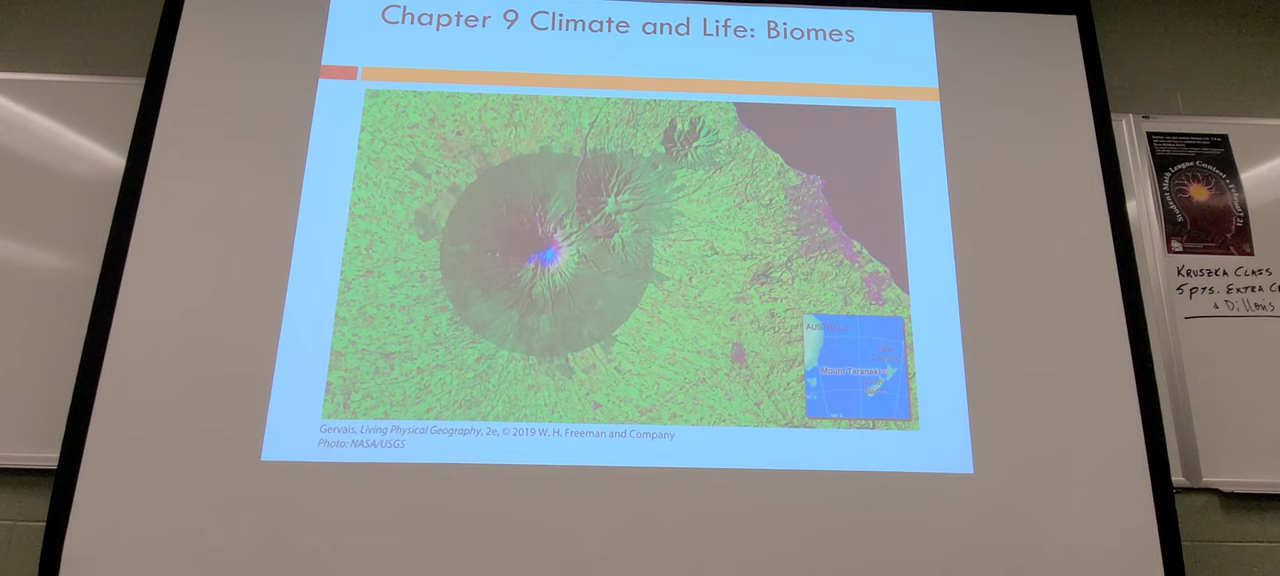 Chapter 9 Climate and Life: Biomes
Mount Taranaki
Gervais, Living Physical Geography, 2e, © 2019 W. H. Freeman and Company
Photo: NASA/USGS
Student Math League Contest
KRUSZKA CLASS
5 PTS. EXTRA